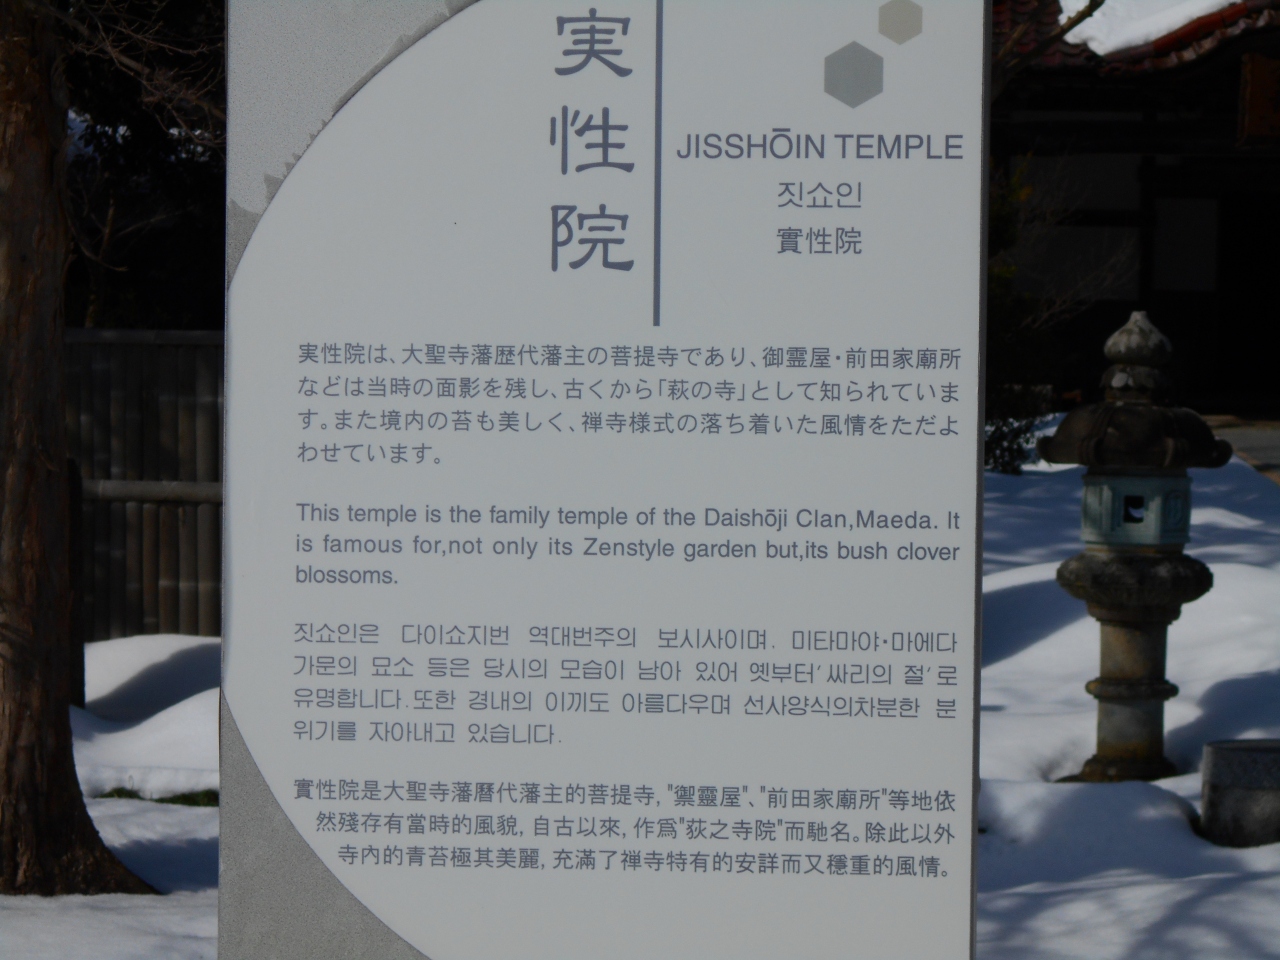 実性院
JISSHŌIN TEMPLE
짓쇼인
實性院
実性院は、大聖寺藩歴代藩主の菩提寺であり、御霊屋・前田家廟所
などは当時の面影を残し、古くから「萩の寺」として知られていま
す。また境内の苔も美しく、禅寺様式の落ち着いた風情をただよ
わせています。
This temple is the family temple of the Daishōji Clan,Maeda. It
is famous for,not only its Zenstyle garden but,its bush clover
blossoms.
짓쇼인은 다이쇼지번 역대번주의 보시사이며. 미타마야·마에다
가문의 묘소 등은 당시의 모습이 남아 있어 옛부터‘싸리의 절’로
유명합니다.또한 경내의 이끼도 아름다우며 선사양식의차분한 분
위기를 자아내고 있습니다.
實性院是大聖寺藩曆代藩主的菩提寺,"禦靈屋"、"前田家廟所"等地依
然殘存有當時的風貌,自古以來,作爲"荻之寺院"而馳名。除此以外
寺內的青苔極其美麗,充滿了禅寺特有的安詳而又穩重的風情。